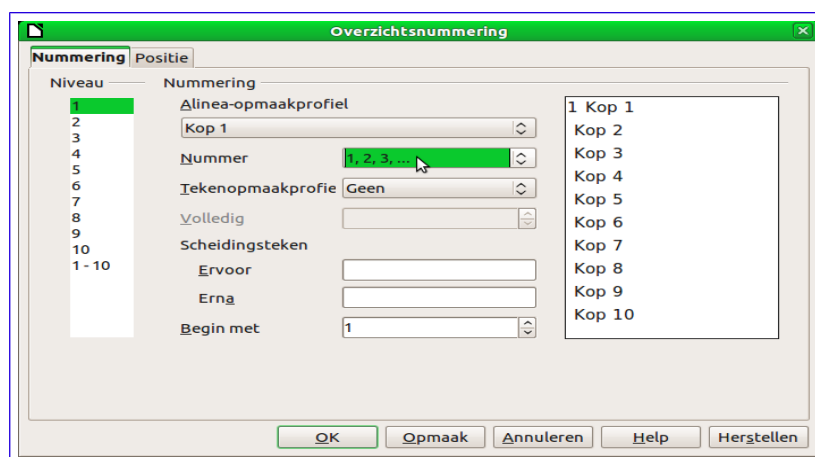 Overzichtsnummering
Nummering Positie
Niveau
1
2
3
4
5
6
7
8
9
10
1 - 10
Nummering
Alinea-opmaakprofiel
Kop 1
Nummer 1, 2, 3, ...
Tekenopmaakprofie Geen
Volledig
Scheidingsteken
Ervoor
Erna
Begin met 1
1 Kop 1
Kop 2
Kop 3
Kop 4
Kop 5
Kop 6
Kop 7
Kop 8
Kop 9
Kop 10
OK Opmaak Annuleren Help Herstellen